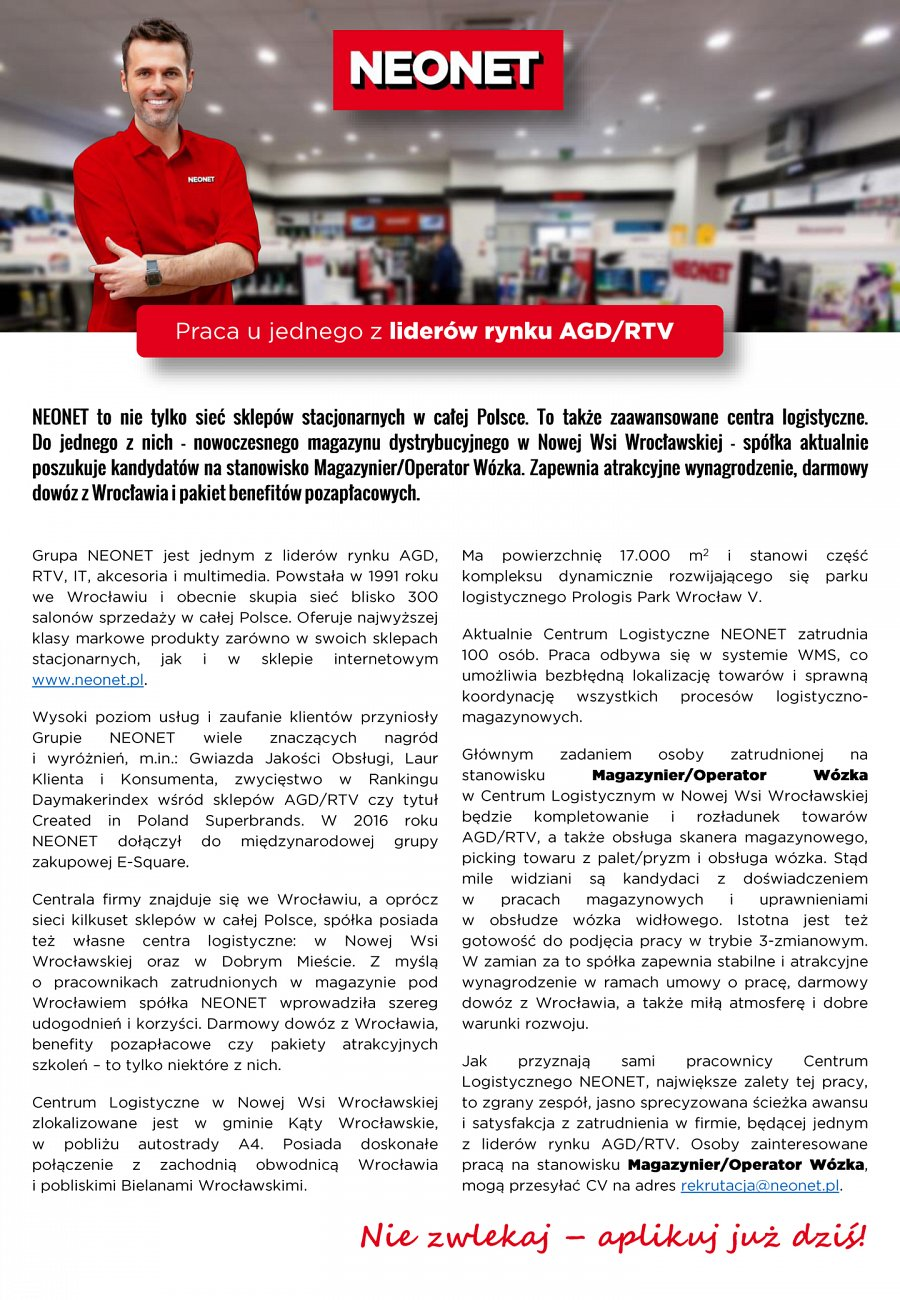 NEONET
NEONET
NEONET
Praca u jednego z liderów rynku AGD/RTV
NEONET to nie tylko sieć sklepów stacjonarnych w całej Polsce. To także zaawansowane centra logistyczne.
Do jednego z nich - nowoczesnego magazynu dystrybucyjnego w Nowej Wsi Wrocławskiej - spółka aktualnie
poszukuje kandydatów na stanowisko Magazynier/Operator Wózka. Zapewnia atrakcyjne wynagrodzenie, darmowy
dowóz z Wrocławia i pakiet benefitów pozapłacowych.
Grupa NEONET jest jednym z liderów rynku AGD,
RTV, IT, akcesoria i multimedia. Powstała w 1991 roku
we Wrocławiu i obecnie skupia sieć blisko 300
salonów sprzedaży w całej Polsce. Oferuje najwyższej
klasy markowe produkty zarówno w swoich sklepach
stacjonarnych, jak i w sklepie internetowym
www.neonet.pl.
Wysoki poziom usług i zaufanie klientów przyniosły
Grupie NEONET wiele znaczących nagród
i wyróżnień, m.in.: Gwiazda Jakości Obsługi, Laur
Klienta i Konsumenta, zwycięstwo w Rankingu
Daymakerindex wśród sklepów AGD/RTV czy tytuł
Created in Poland Superbrands. W 2016 roku
NEONET dołączył do międzynarodowej grupy
zakupowej E-Square.
Centrala firmy znajduje się we Wrocławiu, a oprócz
sieci kilkuset sklepów w całej Polsce, spółka posiada
też własne centra logistyczne: w Nowej Wsi
Wrocławskiej oraz w Dobrym Mieście. Z myślą
o pracownikach zatrudnionych w magazynie pod
Wrocławiem spółka NEONET wprowadziła szereg
udogodnień i korzyści. Darmowy dowóz z Wrocławia,
benefity pozapłacowe czy pakiety atrakcyjnych
szkoleń – to tylko niektóre z nich.
Centrum Logistyczne w Nowej Wsi Wrocławskiej
zlokalizowane jest w gminie Kąty Wrocławskie,
w pobliżu autostrady A4. Posiada doskonałe
połączenie z zachodnią obwodnicą Wrocławia
i pobliskimi Bielanami Wrocławskimi.
Ma powierzchnię 17.000 m² i stanowi część
kompleksu dynamicznie rozwijającego się parku
logistycznego Prologis Park Wrocław V.
Aktualnie Centrum Logistyczne NEONET zatrudnia
100 osób. Praca odbywa się w systemie WMS, co
umożliwia bezbłędną lokalizację towarów i sprawną
koordynację wszystkich procesów logistyczno-
magazynowych.
Głównym zadaniem osoby zatrudnionej na
stanowisku Magazynier/Operator Wózka
w Centrum Logistycznym w Nowej Wsi Wrocławskiej
będzie kompletowanie i rozładunek towarów
AGD/RTV, a także obsługa skanera magazynowego,
picking towaru z palet/pryzm i obsługa wózka. Stąd
mile widziani są kandydaci z doświadczeniem
w pracach magazynowych i uprawnieniami
w obsłudze wózka widłowego. Istotna jest też
gotowość do podjęcia pracy w trybie 3-zmianowym.
W zamian za to spółka zapewnia stabilne i atrakcyjne
wynagrodzenie w ramach umowy o pracę, darmowy
dowóz z Wrocławia, a także miłą atmosferę i dobre
warunki rozwoju.
Jak przyznają sami pracownicy Centrum
Logistycznego NEONET, największe zalety tej pracy,
to zgrany zespół, jasno sprecyzowana ścieżka awansu
i satysfakcja z zatrudnienia w firmie, będącej jednym
z liderów rynku AGD/RTV. Osoby zainteresowane
pracą na stanowisku Magazynier/Operator Wózka,
mogą przesyłać CV na adres rekrutacja@neonet.pl.
Nie zwlekaj – aplikuj już dziś!